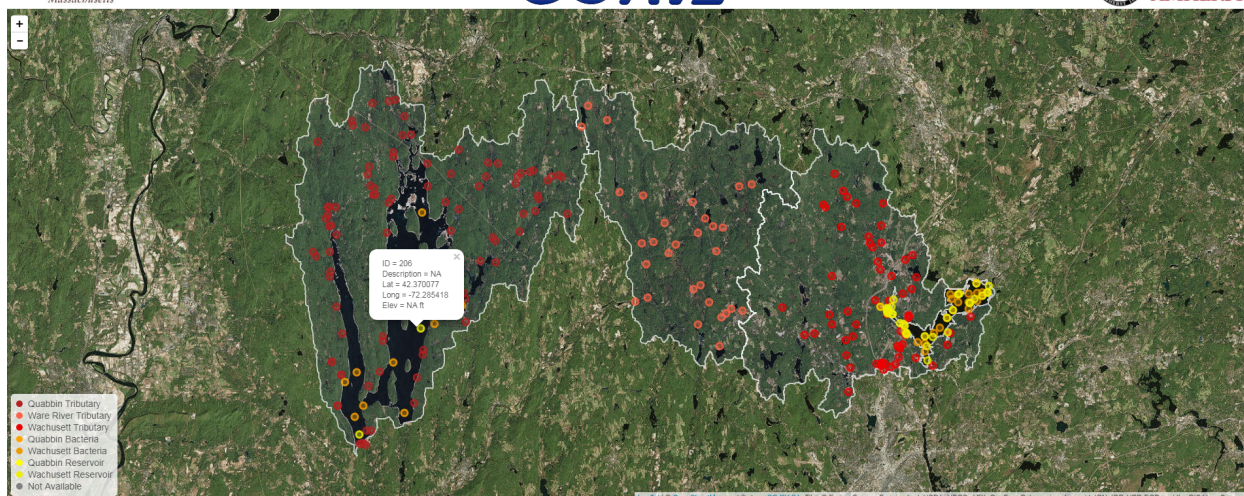 Massachusetts
+
−
×
ID = 206
Description = NA
Lat = 42.370077
Long = -72.285418
Elev = NA ft
Quabbin Tributary
Ware River Tributary
Wachusett Tributary
Quabbin Bacteria
Wachusett Bacteria
Quabbin Reservoir
Wachusett Reservoir
Not Available